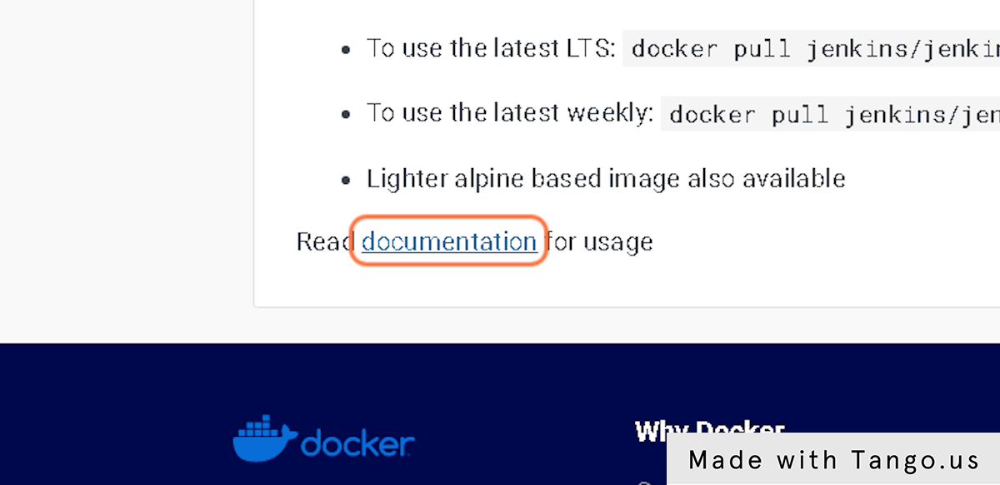 To use the latest LTS: docker pull jenkins/jenki
To use the latest weekly: docker pull jenkins/jen
Lighter alpine based image also available
Read documentation for usage
docker
Why Docker
Made with Tango.us